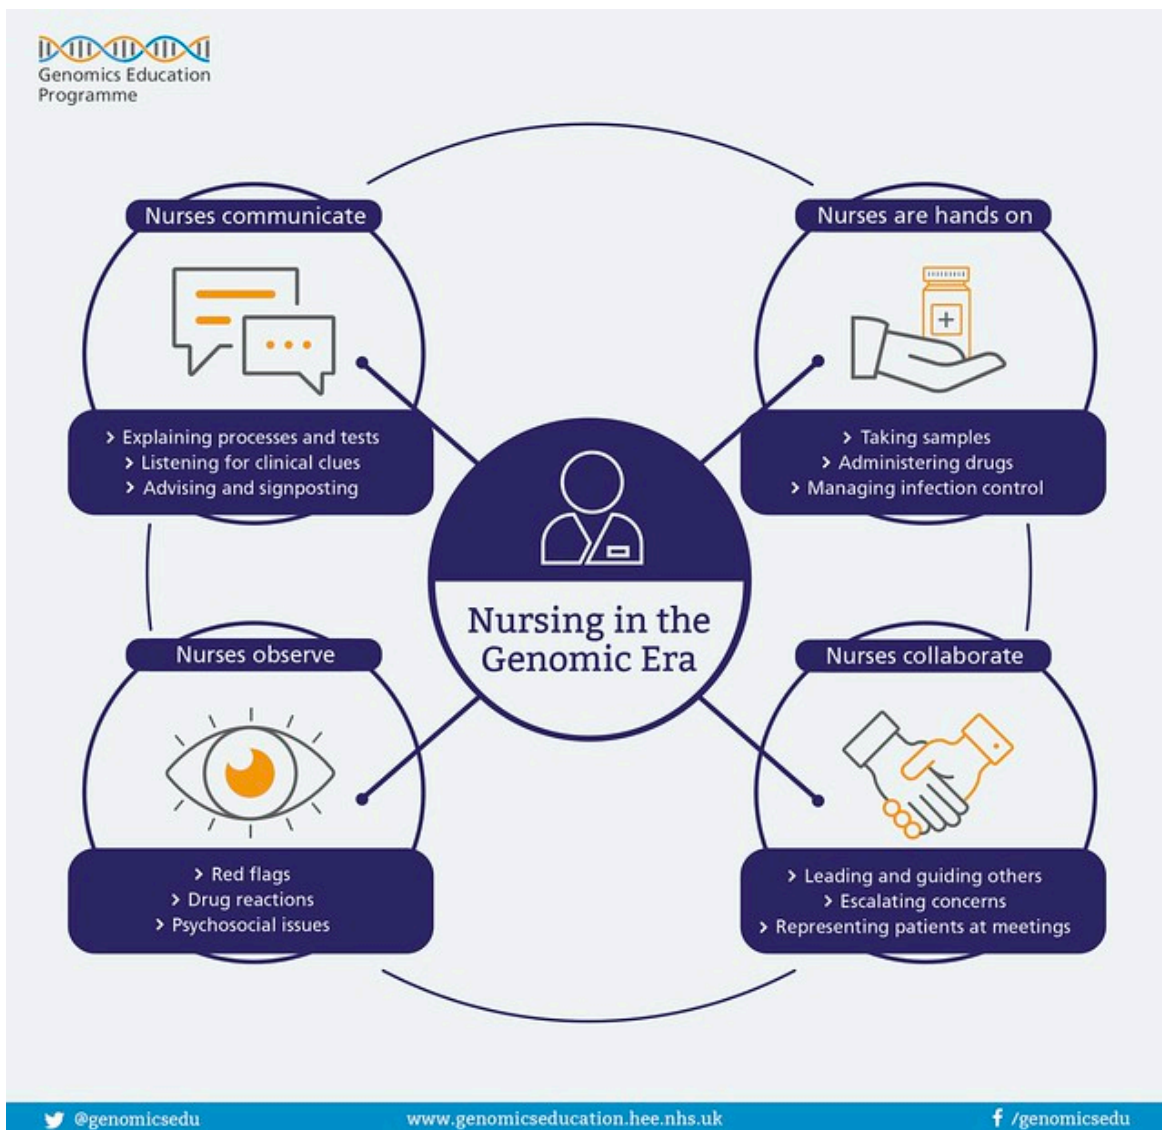 Genomics Education
Programme
Nurses communicate
> Explaining processes and tests
> Listening for clinical clues
> Advising and signposting
Nurses are hands on
> Taking samples
> Administering drugs
> Managing infection control
Nursing in the
Genomic Era
Nurses observe
> Red flags
> Drug reactions
> Psychosocial issues
Nurses collaborate
> Leading and guiding others
> Escalating concerns
> Representing patients at meetings
@genomicsedu
www.genomicseducation.hee.nhs.uk
/genomicsedu